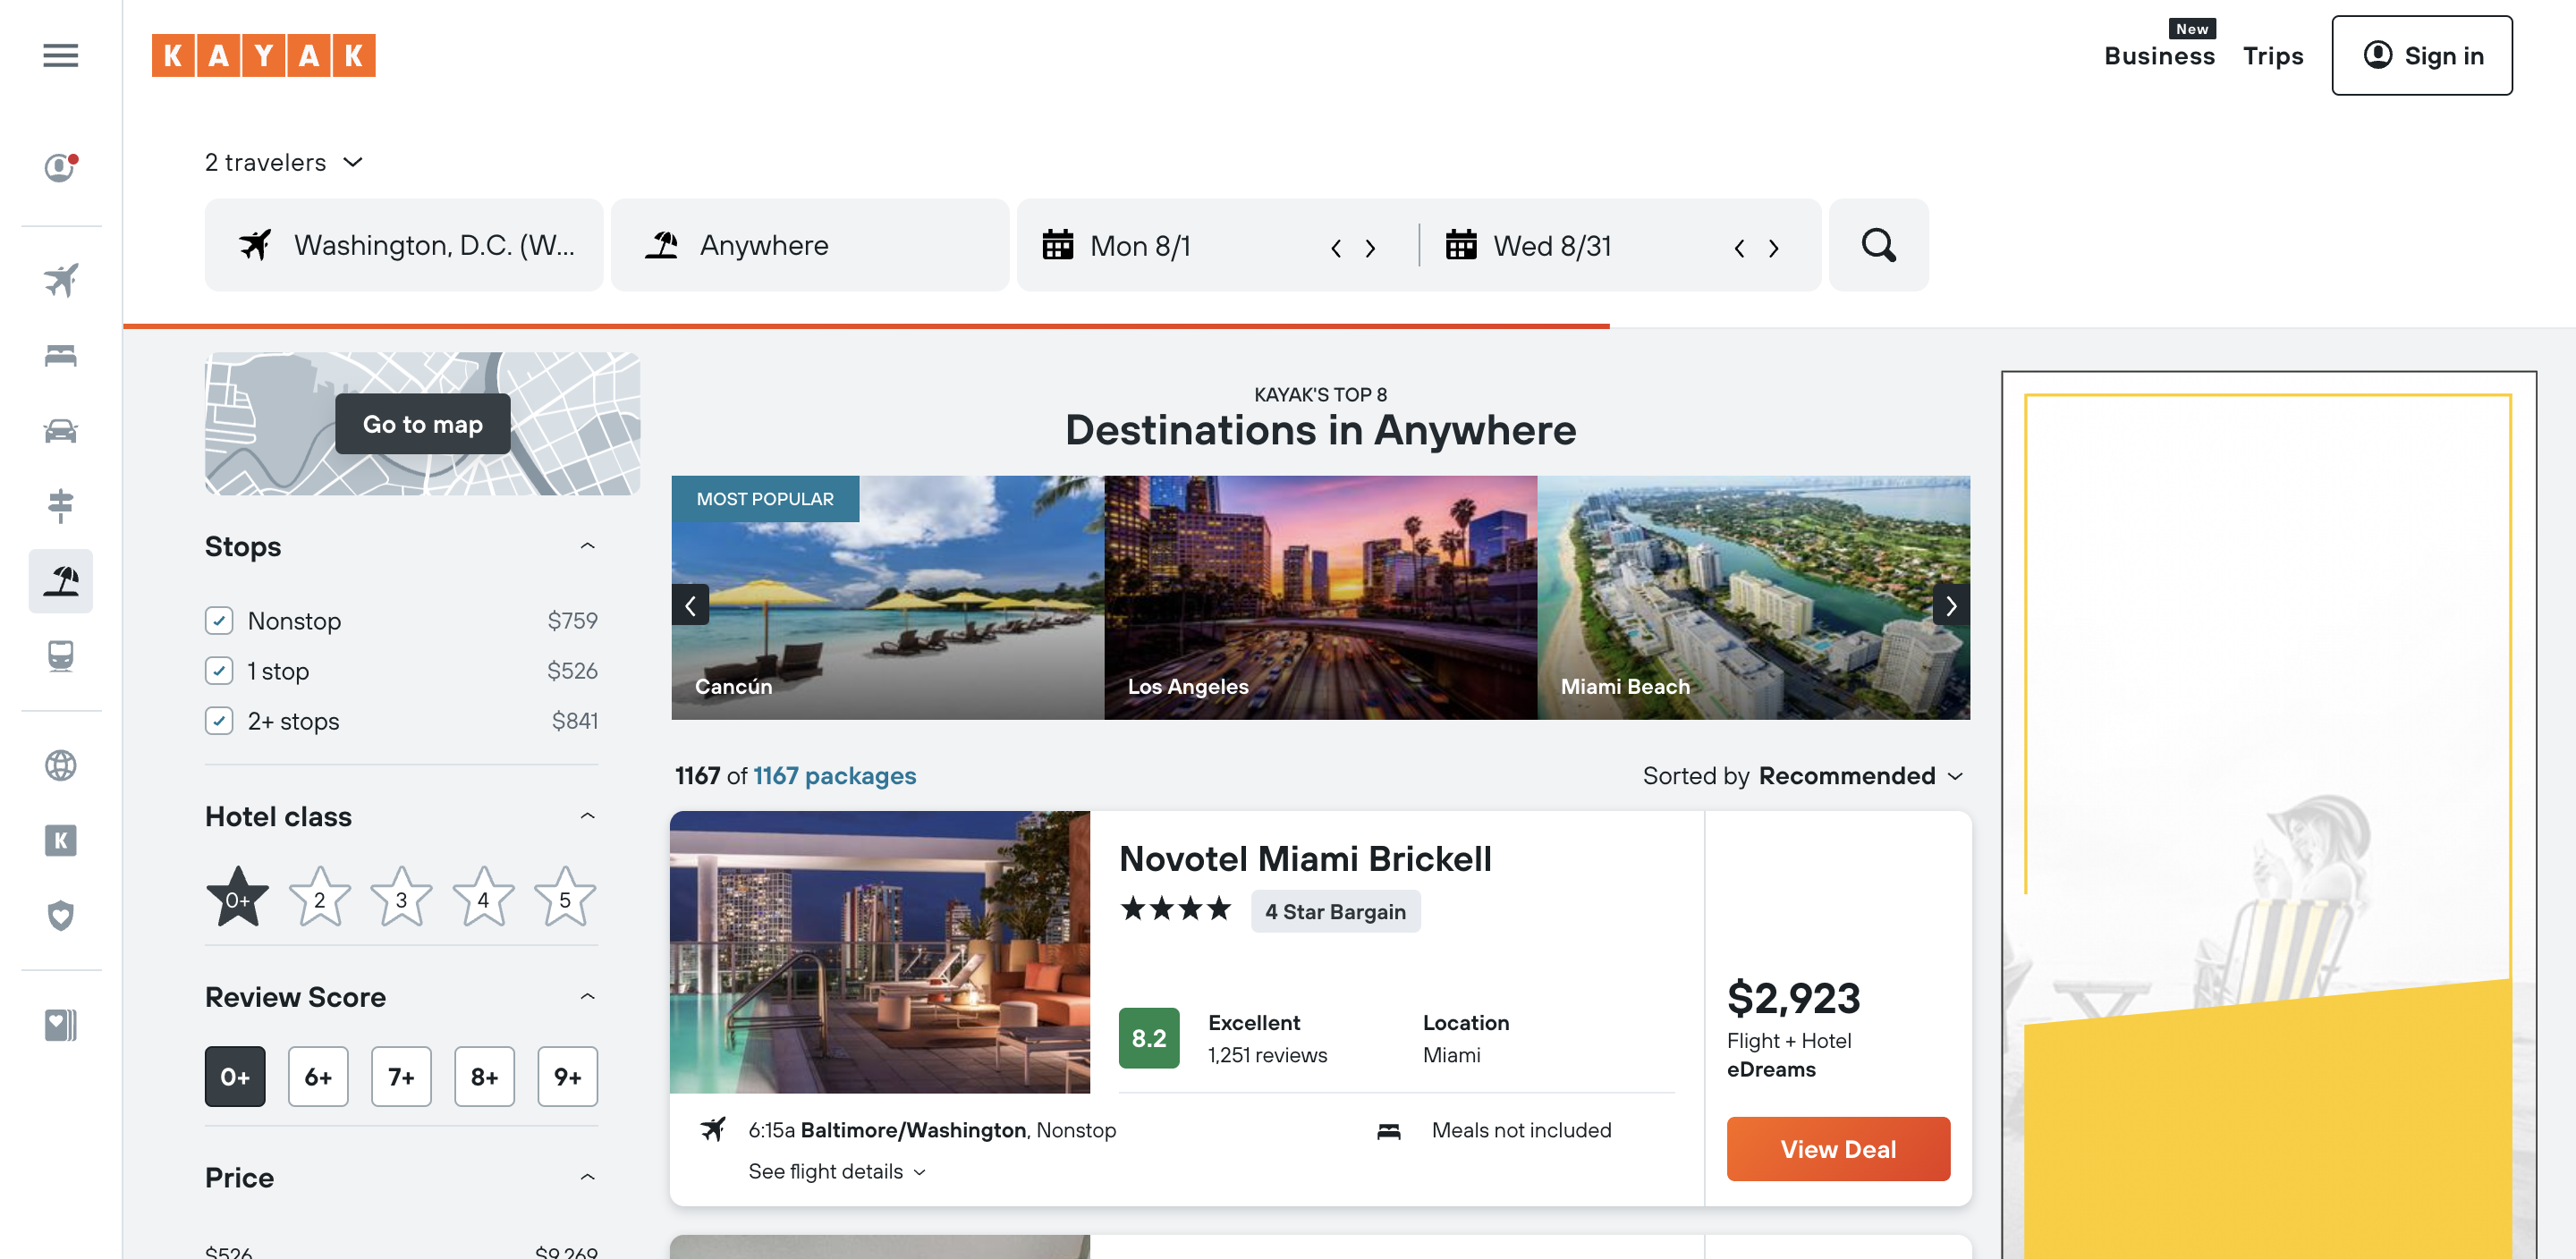 KAYAK
New
Business
Trips
Sign in
2 travelers
Washington, D.C. (W...
Anywhere
Mon 8/1
Wed 8/31
Go to map
Stops
Nonstop $759
1 stop $526
2+ stops $841
Hotel class
0+ 2 3 4 5
Review Score
0+ 6+ 7+ 8+ 9+
Price
$526 $9,269
KAYAK'S TOP 8
Destinations in Anywhere
MOST POPULAR
Cancún
Los Angeles
Miami Beach
1167 of 1167 packages
Sorted by Recommended
Novotel Miami Brickell
4 Star Bargain
8.2
Excellent
1,251 reviews
Location
Miami
6:15a Baltimore/Washington, Nonstop
See flight details
Meals not included
$2,923
Flight + Hotel
eDreams
View Deal
K